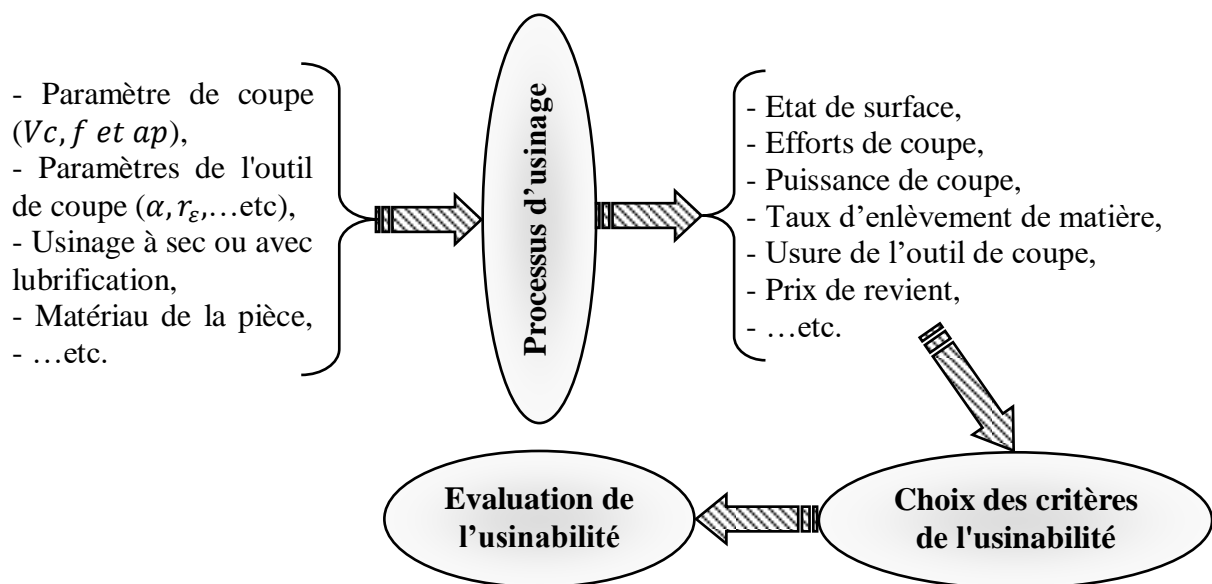 - Paramètre de coupe
(𝑉𝑐, 𝑓 𝑒𝑡 𝑎𝑝),
- Paramètres de l'outil
de coupe (𝛼, 𝑟𝜀,…etc),
- Usinage à sec ou avec
lubrification,
- Matériau de la pièce,
- …etc.
Processus d’usinage
- Etat de surface,
- Efforts de coupe,
- Puissance de coupe,
- Taux d’enlèvement de matière,
- Usure de l’outil de coupe,
- Prix de revient,
- …etc.
Choix des critères
de l'usinabilité
Evaluation de
l’usinabilité